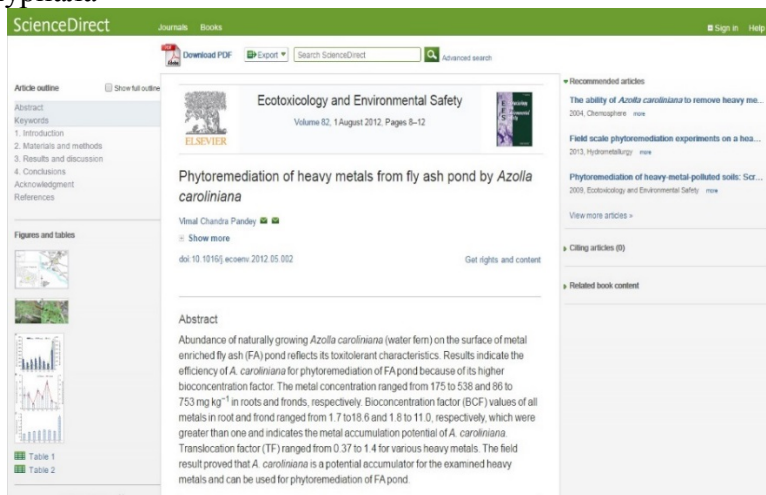 ScienceDirect
Journals Books
Sign in Help
Download PDF
Export
Search ScienceDirect
Advanced search
Article outline
Show full outline
Abstract
Keywords
1. Introduction
2. Materials and methods
3. Results and discussion
4. Conclusions
Acknowledgment
References
Figures and tables
Table 1
Table 2
ELSEVIER
Ecotoxicology and Environmental Safety
Volume 82, 1 August 2012, Pages 8–12
Phytoremediation of heavy metals from fly ash pond by Azolla
caroliniana
Vimal Chandra Pandey
Show more
doi:10.1016/j.ecoenv.2012.05.002
Get rights and content
Abstract
Abundance of naturally growing Azolla caroliniana (water fern) on the surface of metal
enriched fly ash (FA) pond reflects its toxitolerant characteristics. Results indicate the
efficiency of A. caroliniana for phytoremediation of FA pond because of its higher
bioconcentration factor. The metal concentration ranged from 175 to 538 and 86 to
753 mg kg⁻¹ in roots and fronds, respectively. Bioconcentration factor (BCF) values of all
metals in root and frond ranged from 1.7 to18.6 and 1.8 to 11.0, respectively, which were
greater than one and indicates the metal accumulation potential of A. caroliniana.
Translocation factor (TF) ranged from 0.37 to 1.4 for various heavy metals. The field
result proved that A. caroliniana is a potential accumulator for the examined heavy
metals and can be used for phytoremediation of FA pond.
Recommended articles
The ability of Azolla caroliniana to remove heavy me...
2004, Chemosphere more
Field scale phytoremediation experiments on a hea...
2013, Hydrometallurgy more
Phytoremediation of heavy-metal-polluted soils: Scr...
2009, Ecotoxicology and Environmental Safety more
View more articles »
Citing articles (0)
Related book content